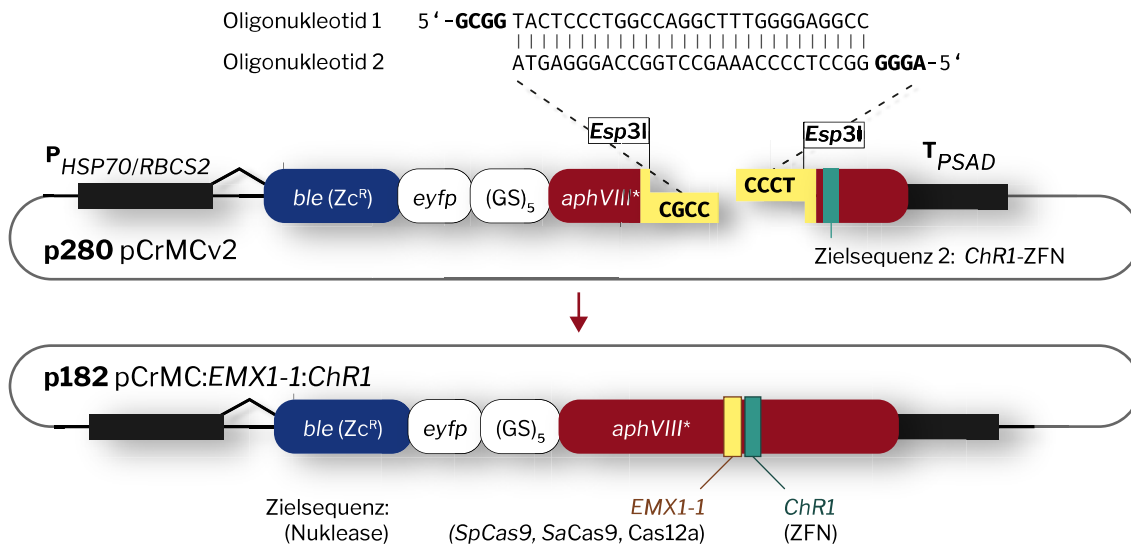 Oligonukleotid 1 5‘-GCGG TACTCCCTGGCCAGGCTTTGGGGAGGCC
Oligonukleotid 2 ATGAGGGACCGGTCCGAAACCCCTCCGG GGGA-5‘
Esp3I Esp3I
P HSP70/RBCS2 T PSAD
ble (ZcR) eyfp (GS)5 aphVIII* CGCC CCCT
p280 pCrMCv2 Zielsequenz 2: ChR1-ZFN
p182 pCrMC:EMX1-1:ChR1
ble (ZcR) eyfp (GS)5 aphVIII*
Zielsequenz: EMX1-1 ChR1
(Nuklease) (SpCas9, SaCas9, Cas12a) (ZFN)